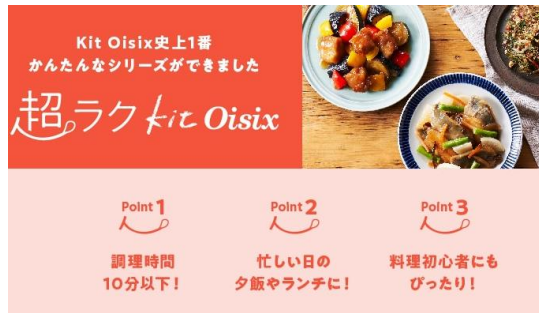 Kit Oisix史上1番
かんたんなシリーズができました
超ラクkit Oisix
Point 1
調理時間
10分以下!
Point 2
忙しい日の
夕飯やランチに!
Point 3
料理初心者にも
ぴったり!